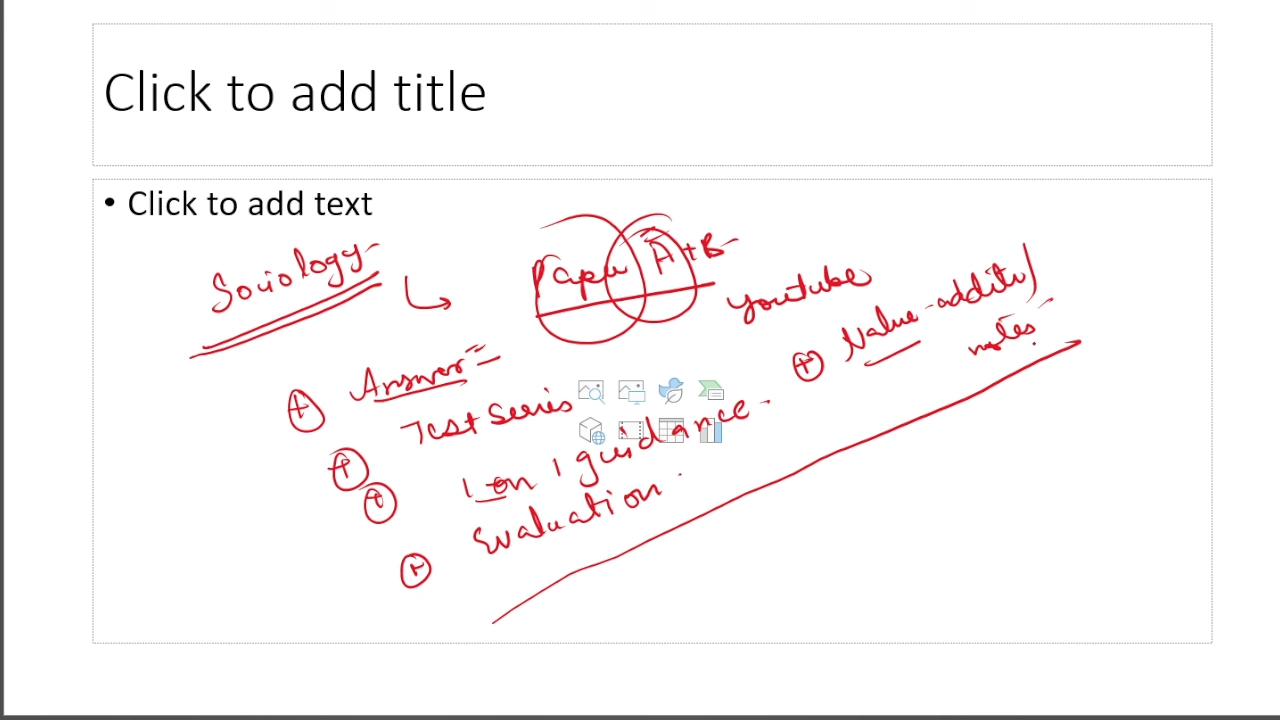 Click to add title
• Click to add text
Sociology
Paper A+B
Youtube
Value-additi
notes
Answer
Test Series
1 on 1 guidance.
Evaluation.